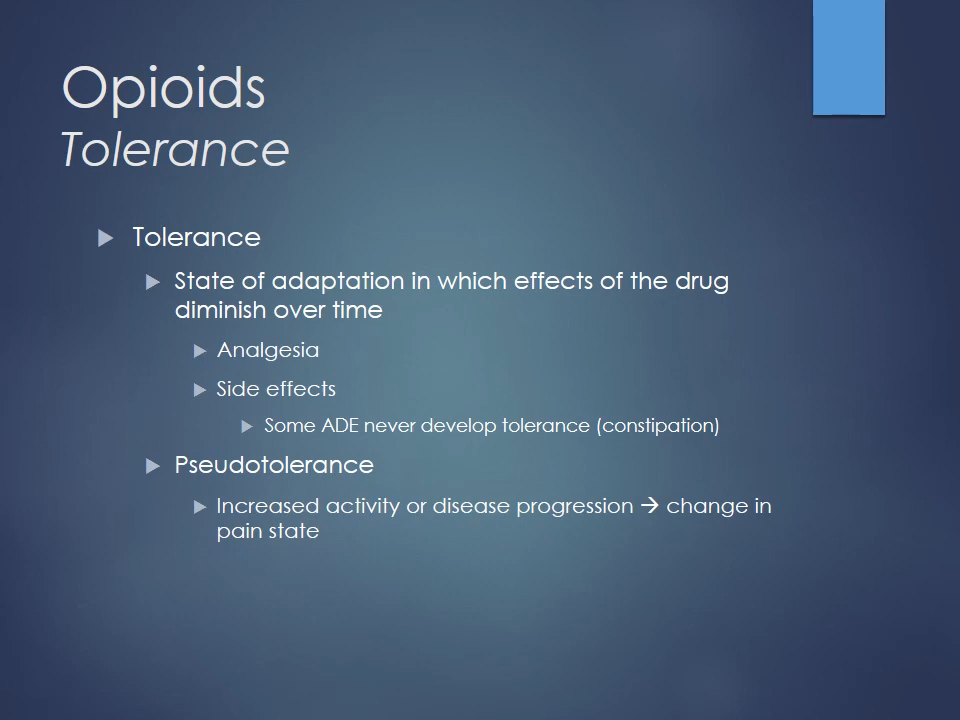 Opioids
Tolerance
Tolerance
State of adaptation in which effects of the drug
diminish over time
Analgesia
Side effects
Some ADE never develop tolerance (constipation)
Pseudotolerance
Increased activity or disease progression → change in
pain state